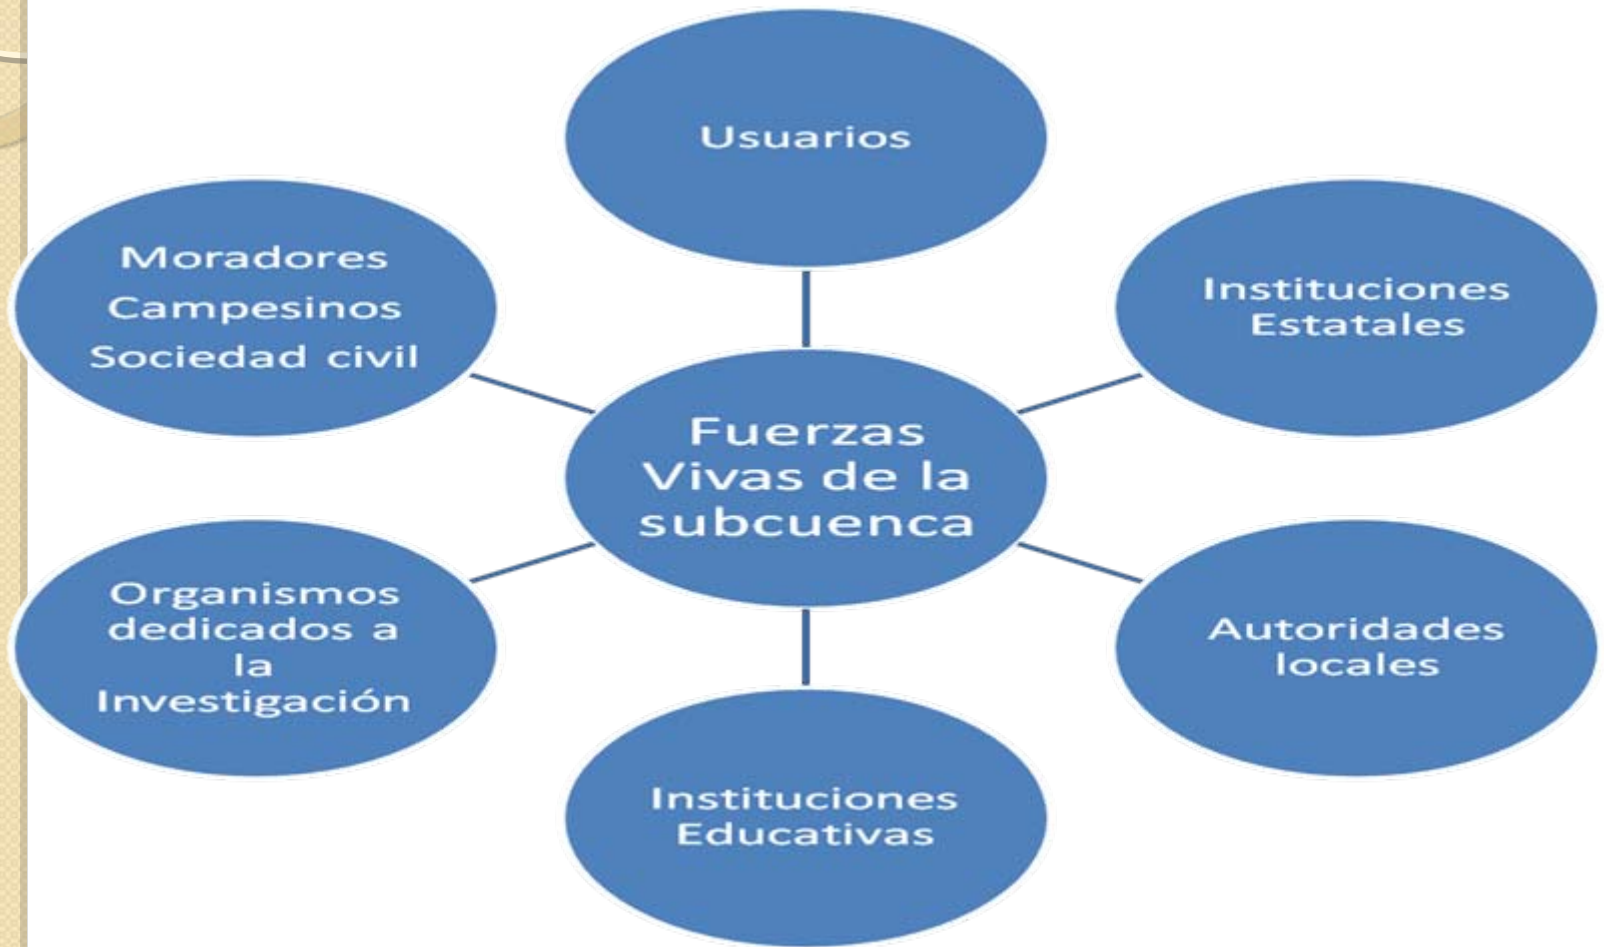 Usuarios
Moradores
Campesinos
Sociedad civil
Instituciones
Estatales
Fuerzas
Vivas de la
subcuenca
Organismos
dedicados a
la
Investigación
Autoridades
locales
Instituciones
Educativas